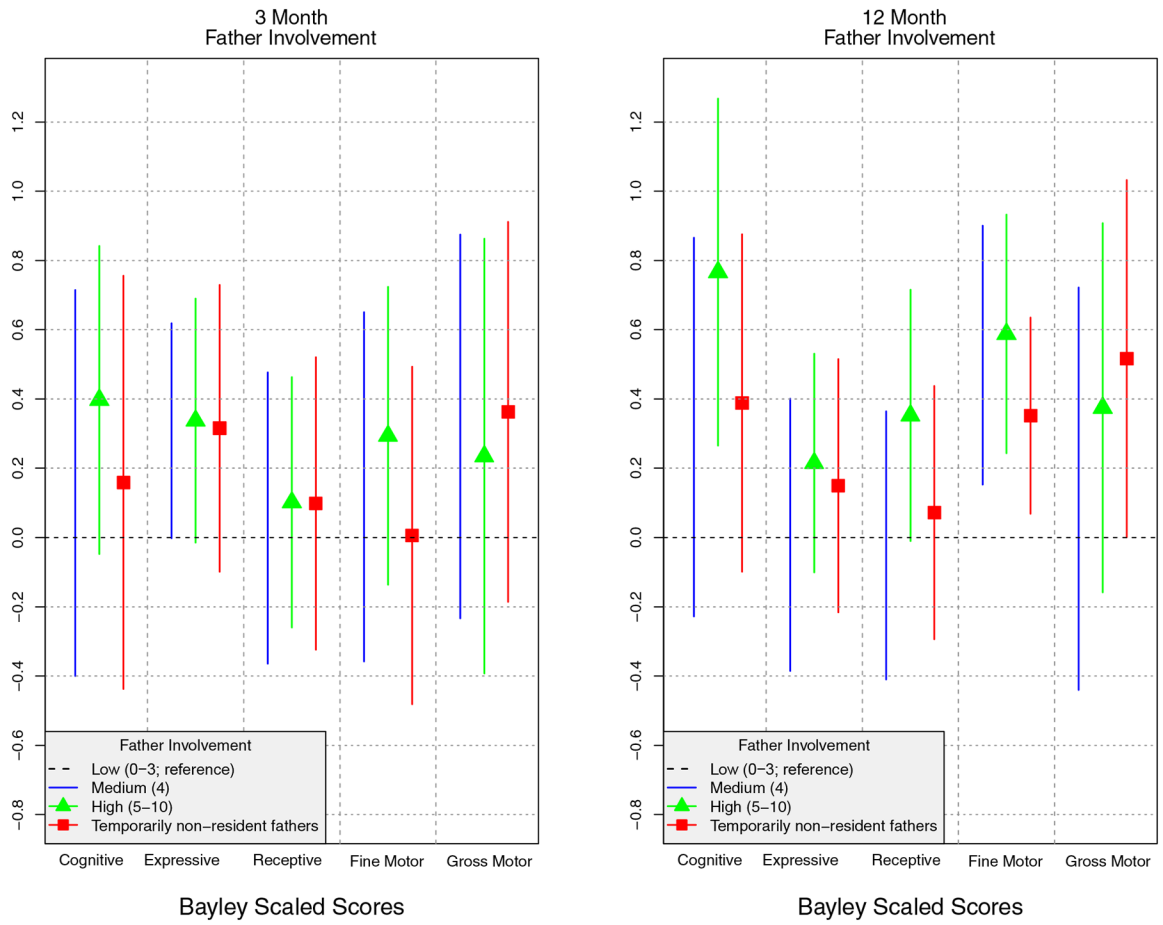 3 Month
Father Involvement
1.2
1.0
0.8
0.6
0.4
0.2
0.0
−0.2
−0.4
−0.6
−0.8
Father Involvement
Low (0−3; reference)
Medium (4)
High (5−10)
Temporarily non−resident fathers
Cognitive Expressive Receptive Fine Motor Gross Motor
Bayley Scaled Scores
12 Month
Father Involvement
1.2
1.0
0.8
0.6
0.4
0.2
0.0
−0.2
−0.4
−0.6
−0.8
Father Involvement
Low (0−3; reference)
Medium (4)
High (5−10)
Temporarily non−resident fathers
Cognitive Expressive Receptive Fine Motor Gross Motor
Bayley Scaled Scores